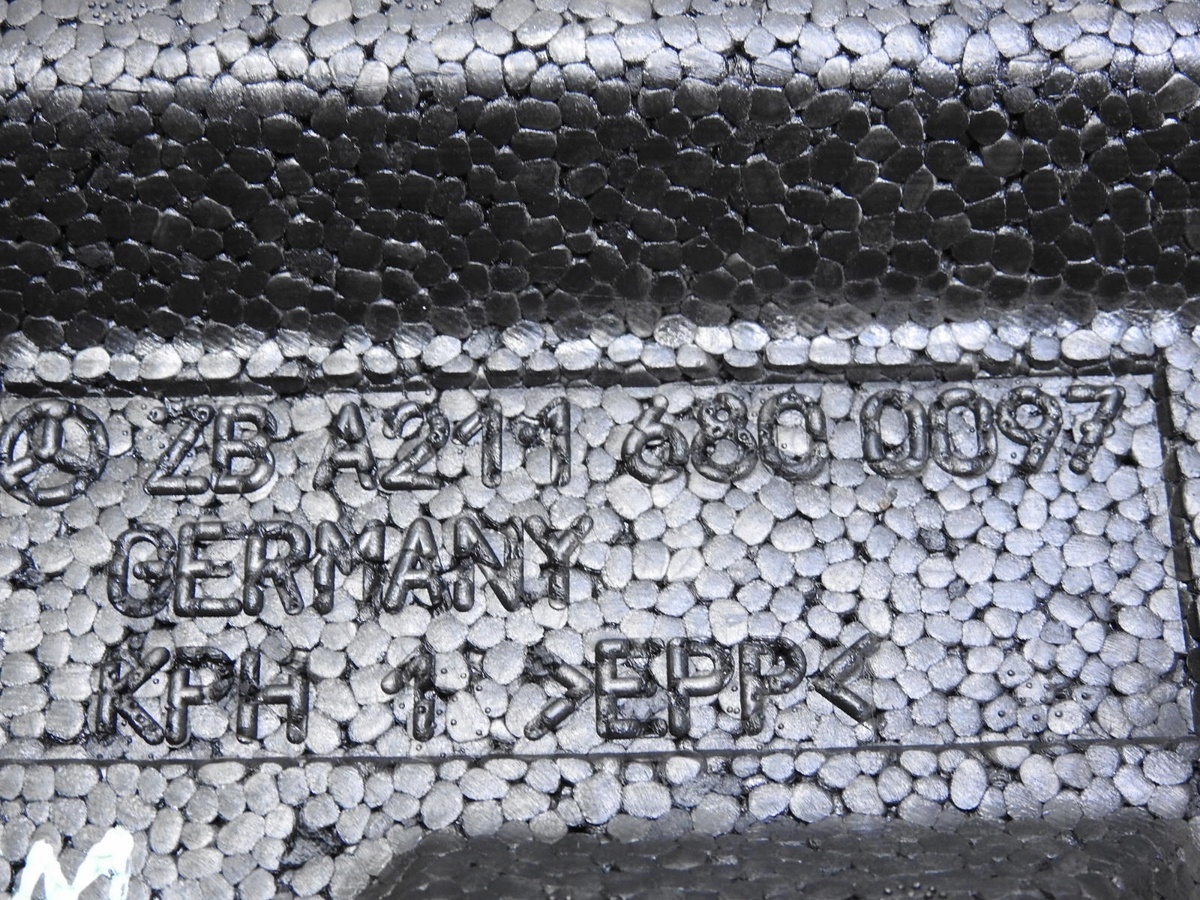 ZB A211 680 0097
GERMANY
KPH 1 >EPP<
M